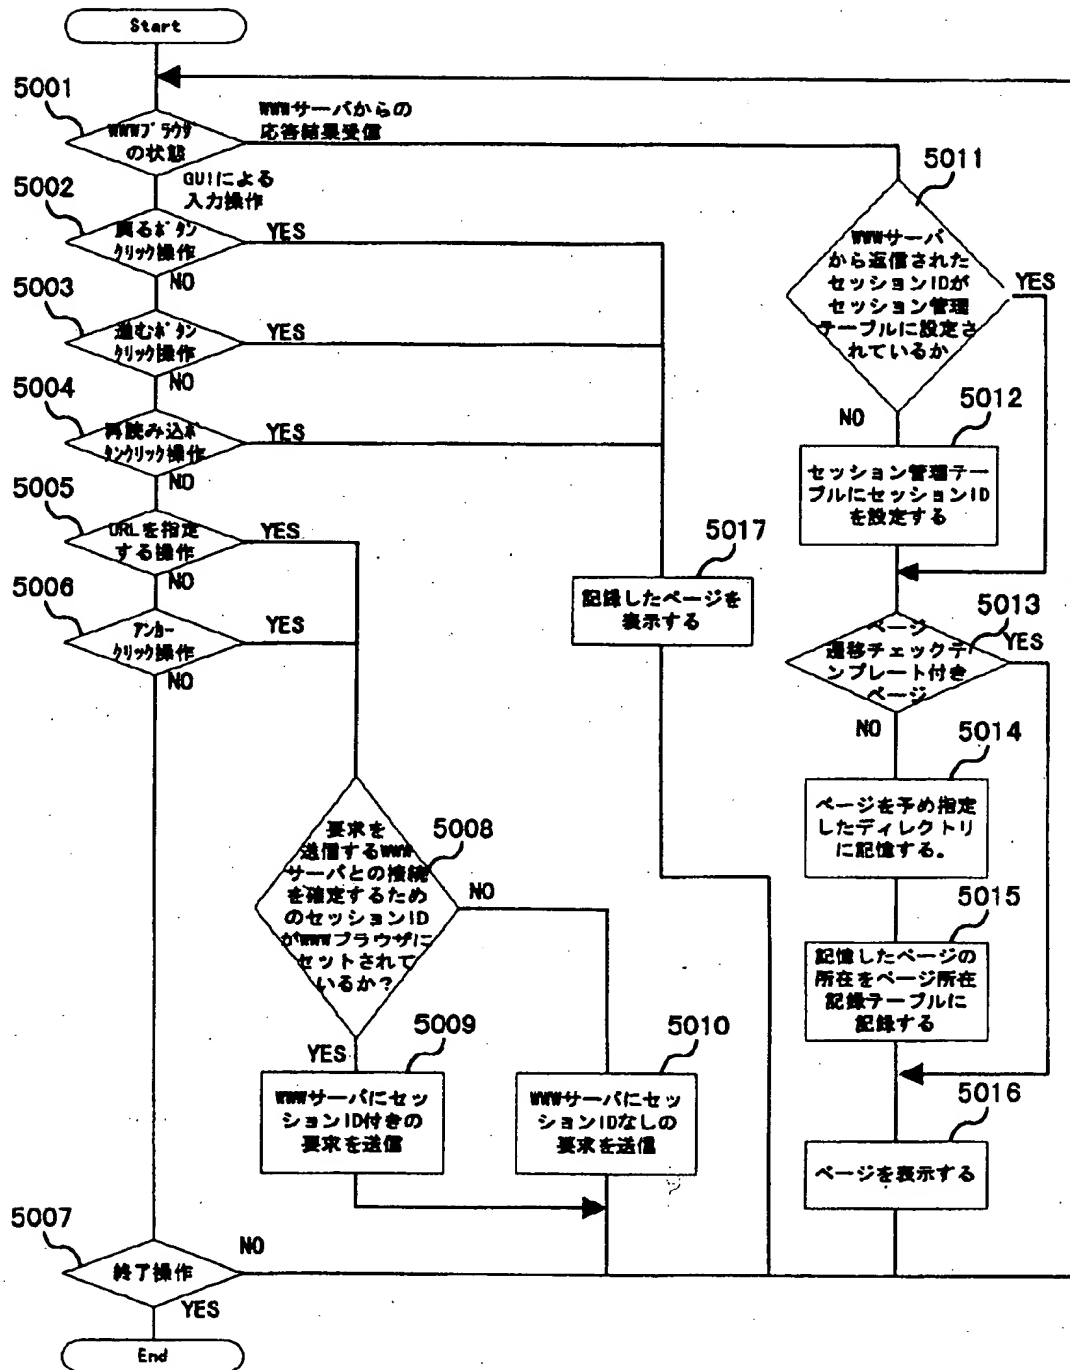 Start
5001
WWWブラウザ
の状態
WWWサーバからの
応答結果受信
GUIによる
入力操作
5002
戻るボタン
クリック操作
YES
NO
5003
進むボタン
クリック操作
YES
NO
5004
再読み込ボ
タンクリック操作
YES
NO
5005
URLを指定
する操作
YES
NO
5006
アンカー
クリック操作
YES
NO
5008
要求を
送信するWWW
サーバとの接続
を確定するため
のセッションID
がWWWブラウザに
セットされて
いるか?
NO
YES
5009
WWWサーバにセッ
ションID付きの
要求を送信
5010
WWWサーバにセッ
ションIDなしの
要求を送信
5017
記録したページを
表示する
5011
WWWサーバ
から返信された
セッションIDが
セッション管理
テーブルに設定さ
れているか
YES
NO
5012
セッション管理テー
ブルにセッションID
を設定する
5013
ページ
遷移チェックテ
ンプレート付き
ページ
YES
NO
5014
ページを予め指定
したディレクトリ
に記憶する。
5015
記憶したページの
所在をページ所在
記録テーブルに
記録する
5016
ページを表示する
5007
終了操作
NO
YES
End